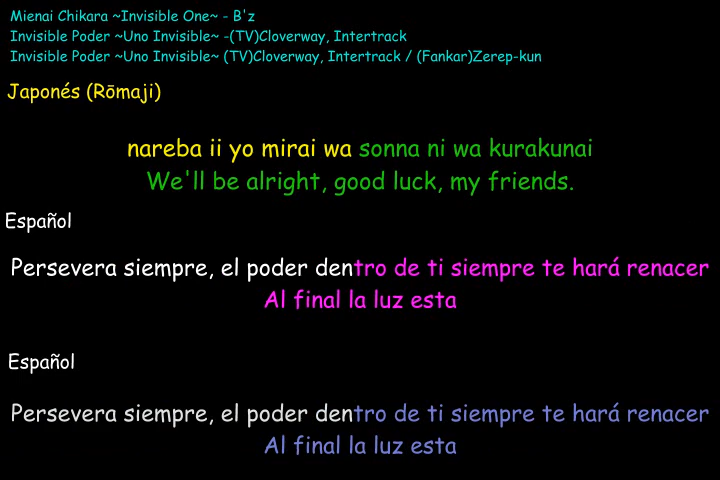 Mienai Chikara ~Invisible One~ - B'z
Invisible Poder ~Uno Invisible~ -(TV)Cloverway, Intertrack
Invisible Poder ~Uno Invisible~ (TV)Cloverway, Intertrack / (Fankar)Zerep-kun
Japonés (Rōmaji)
nareba ii yo mirai wa sonna ni wa kurakunai
We'll be alright, good luck, my friends.
Español
Persevera siempre, el poder dentro de ti siempre te hará renacer
Al final la luz esta
Español
Persevera siempre, el poder dentro de ti siempre te hará renacer
Al final la luz esta